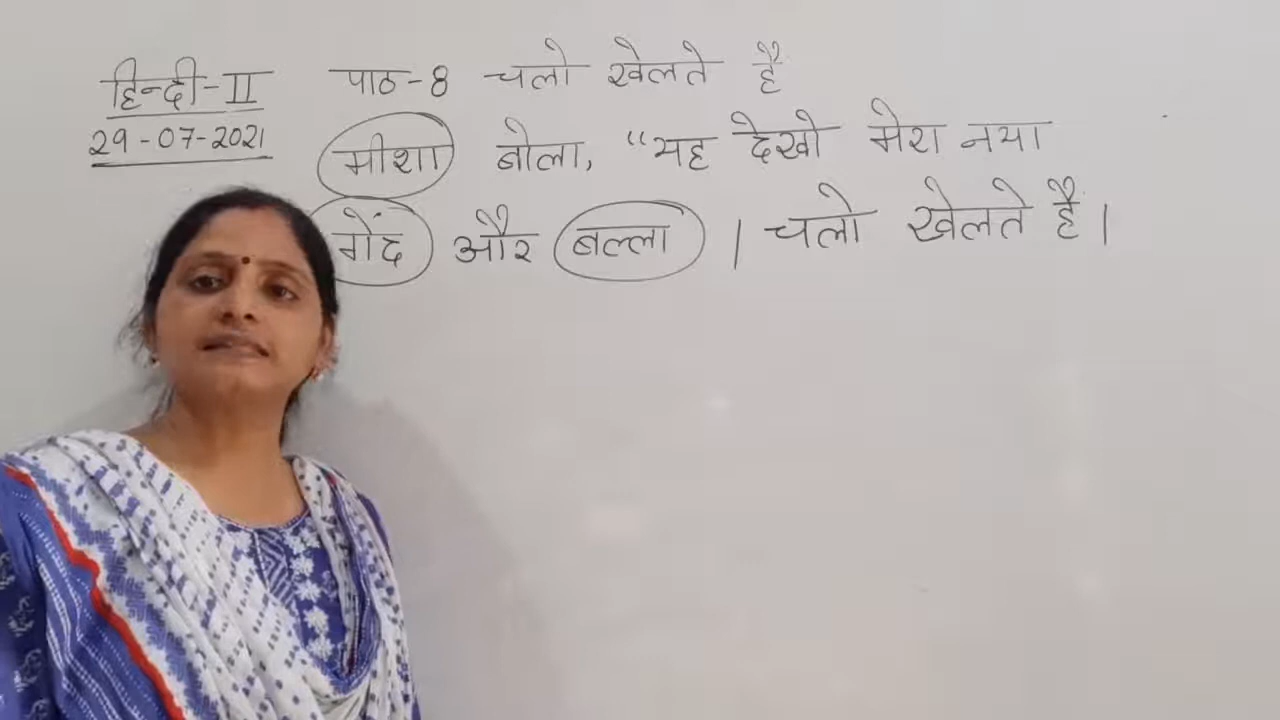 हिन्दी-II पाठ-8 चलो खेलते हैं
29-07-2021
मीशा बोला, “यह देखो मेरा नया
गेंद और बल्ला । चलो खेलते हैं ।